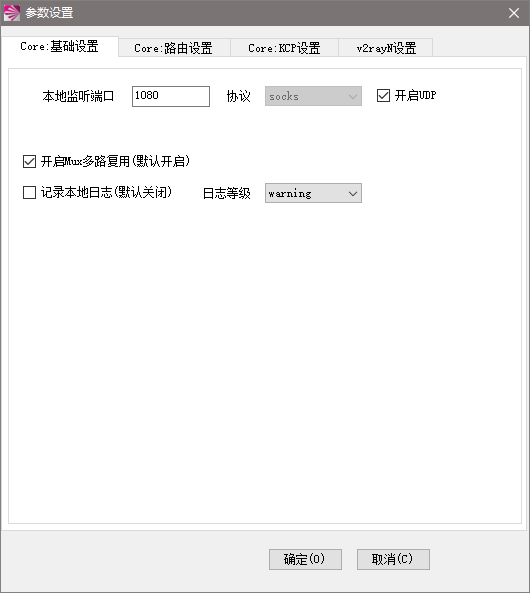 参数设置
Core:基础设置 Core:路由设置 Core:KCP设置 v2rayN设置
本地监听端口 1080 协议 socks 开启UDP
开启Mux多路复用(默认开启)
记录本地日志(默认关闭) 日志等级 warning
确定(O) 取消(C)